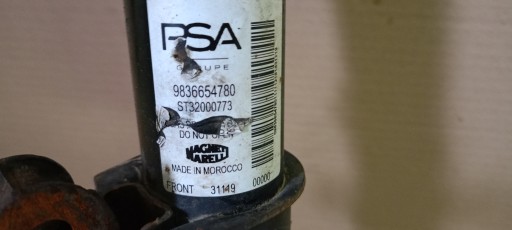 PSA
GROUPE
9836654780
ST32000773
DO NOT OPEN
MAGNETI
MARELLI
MADE IN MOROCCO
FRONT 31149 00000